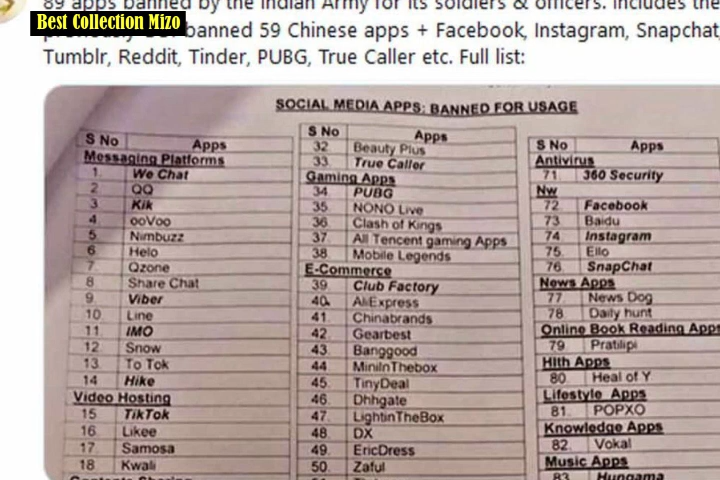 89 apps banned by the Indian Army for its soldiers & officers. Includes the
Best Collection Mizo
banned 59 Chinese apps + Facebook, Instagram, Snapchat,
Tumblr, Reddit, Tinder, PUBG, True Caller etc. Full list:
SOCIAL MEDIA APPS: BANNED FOR USAGE
S No Apps
Messaging Platforms
1. We Chat
2 QQ
3 Kik
4 ooVoo
5 Nimbuzz
6 Helo
7 Qzone
8 Share Chat
9. Viber
10. Line
11. IMO
12. Snow
13. To Tok
14 Hike
Video Hosting
15 TikTok
16. Likee
17. Samosa
18. Kwali
S No Apps
32. Beauty Plus
33. True Caller
Gaming Apps
34. PUBG
35. NONO Live
36. Clash of Kings
37. All Tencent gaming Apps
38. Mobile Legends
E-Commerce
39. Club Factory
40. AliExpress
41. Chinabrands
42. Gearbest
43. Banggood
44. MiniInThebox
45. TinyDeal
46. Dhhgate
47. LightinTheBox
48. DX
49. EricDress
50. Zaful
S No Apps
Antivirus
71. 360 Security
Nw
72. Facebook
73. Baidu
74. Instagram
75. Ello
76. SnapChat
News Apps
77. News Dog
78. Daily hunt
Online Book Reading Apps
79. Pratilipi
Hlth Apps
80. Heal of Y
Lifestyle Apps
81. POPXO
Knowledge Apps
82. Vokal
Music Apps
83. Hungama